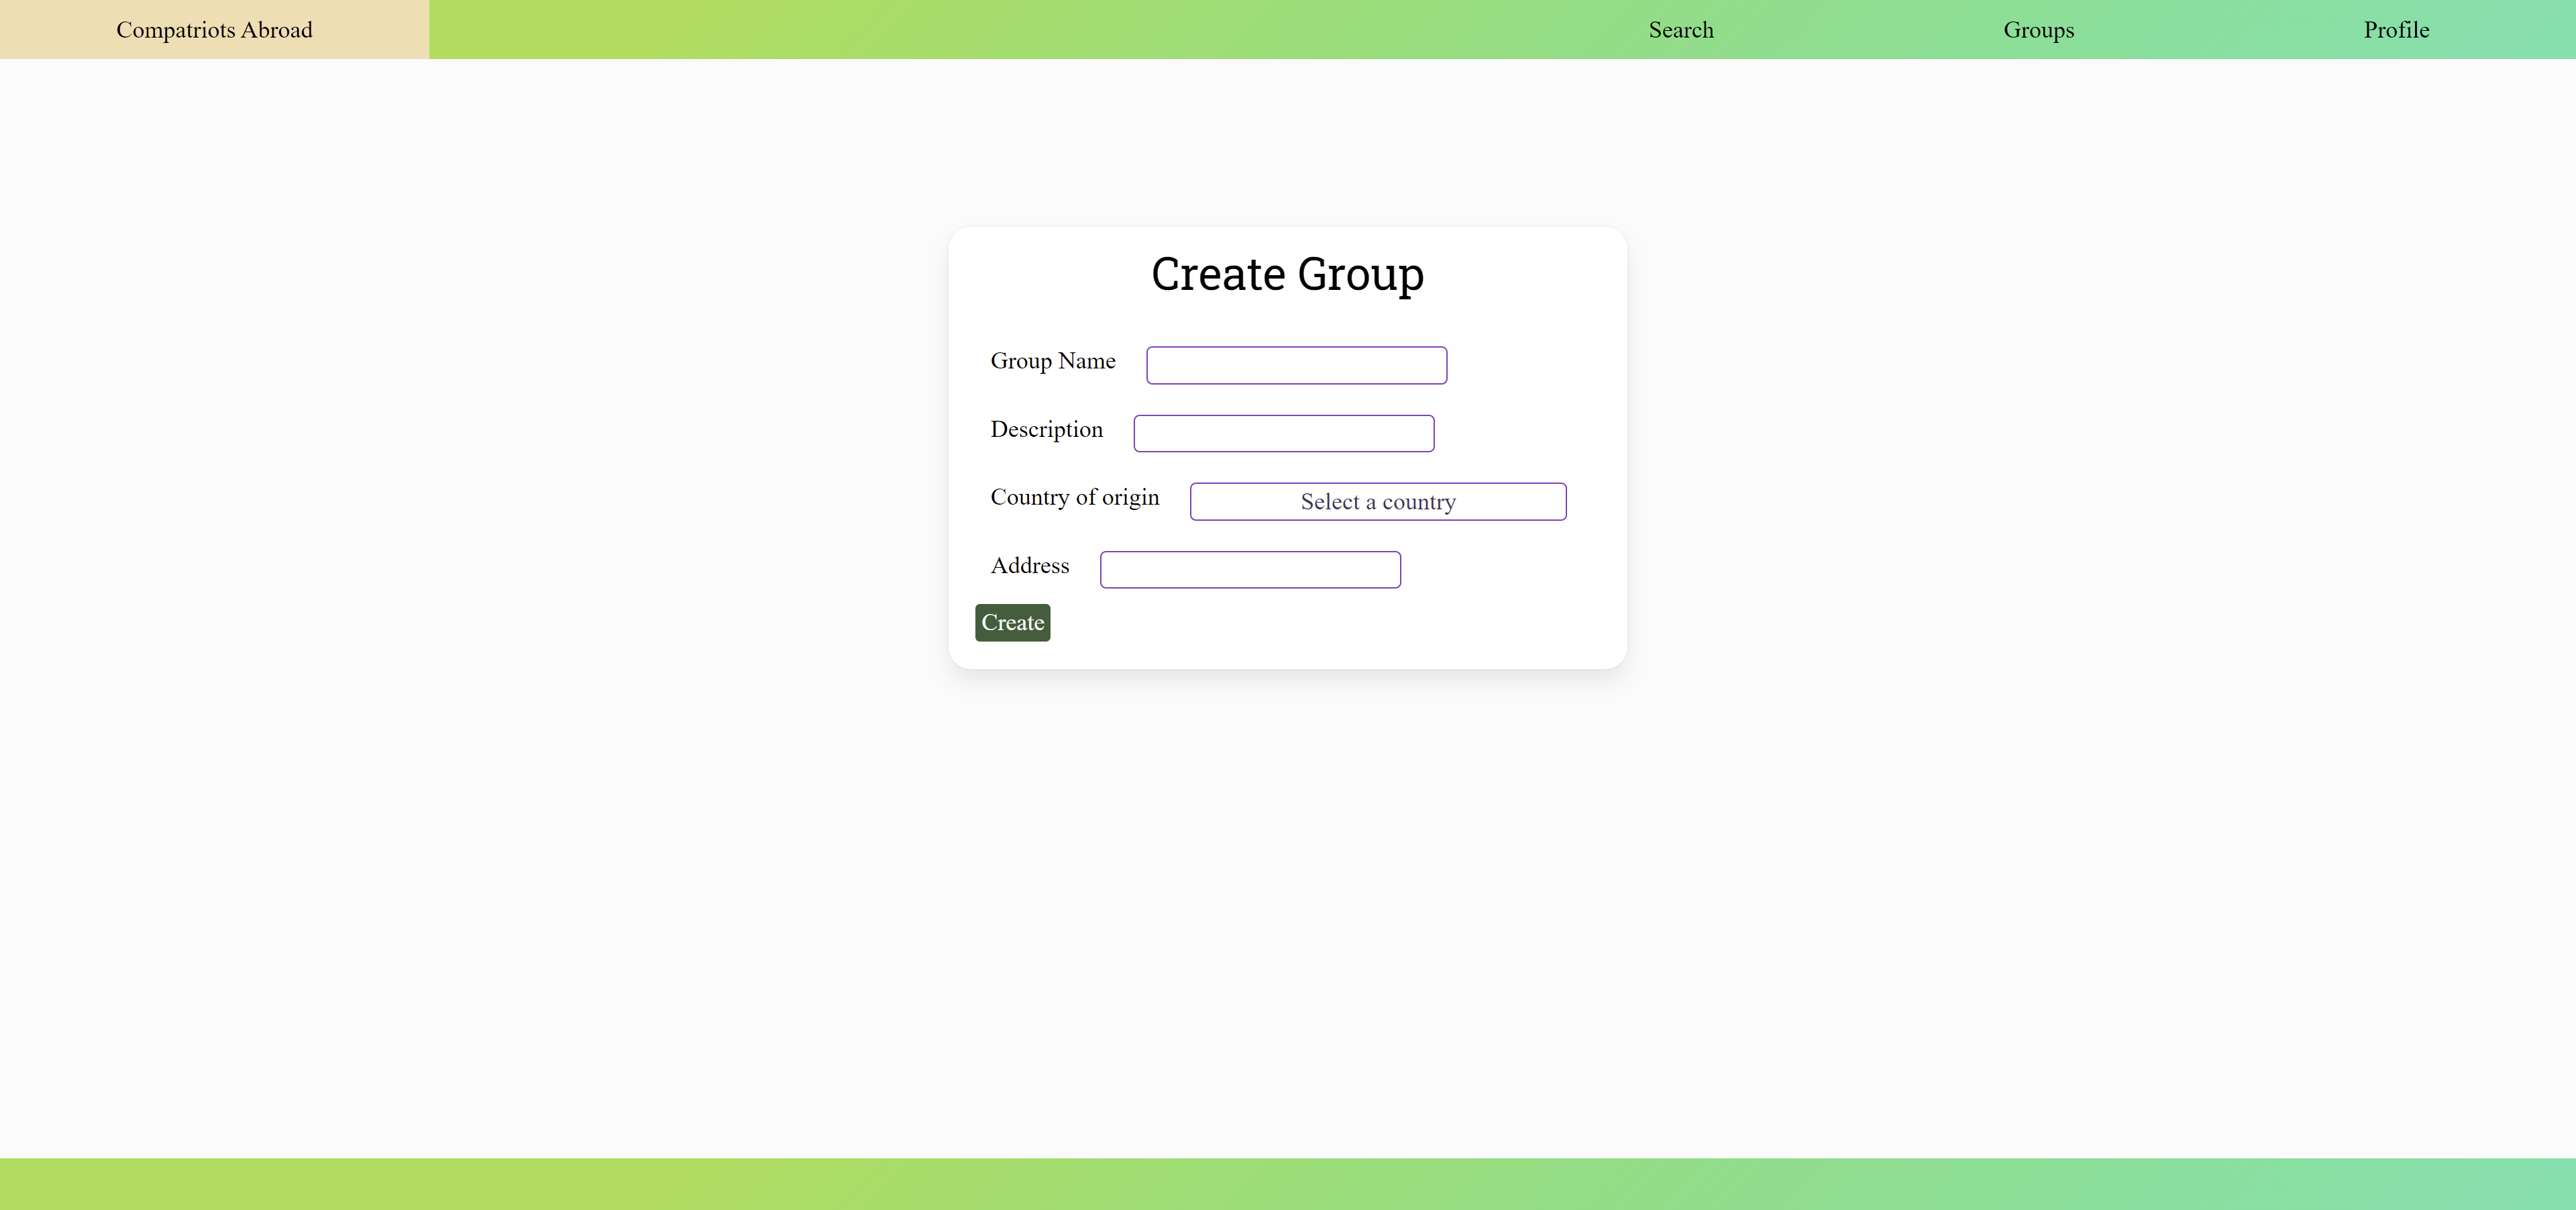 Compatriots Abroad
Search
Groups
Profile
Create Group
Group Name
Description
Country of origin
Select a country
Address
Create